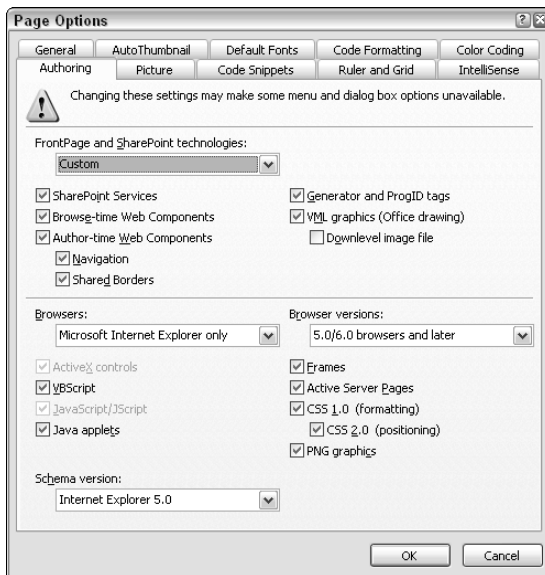 Page Options
General AutoThumbnail Default Fonts Code Formatting Color Coding
Authoring Picture Code Snippets Ruler and Grid IntelliSense
Changing these settings may make some menu and dialog box options unavailable.
FrontPage and SharePoint technologies:
Custom
SharePoint Services Generator and ProgID tags
Browse-time Web Components VML graphics (Office drawing)
Author-time Web Components Downlevel image file
Navigation
Shared Borders
Browsers: Browser versions:
Microsoft Internet Explorer only 5.0/6.0 browsers and later
ActiveX controls Frames
VBScript Active Server Pages
JavaScript/JScript CSS 1.0 (formatting)
Java applets CSS 2.0 (positioning)
PNG graphics
Schema version:
Internet Explorer 5.0
OK Cancel